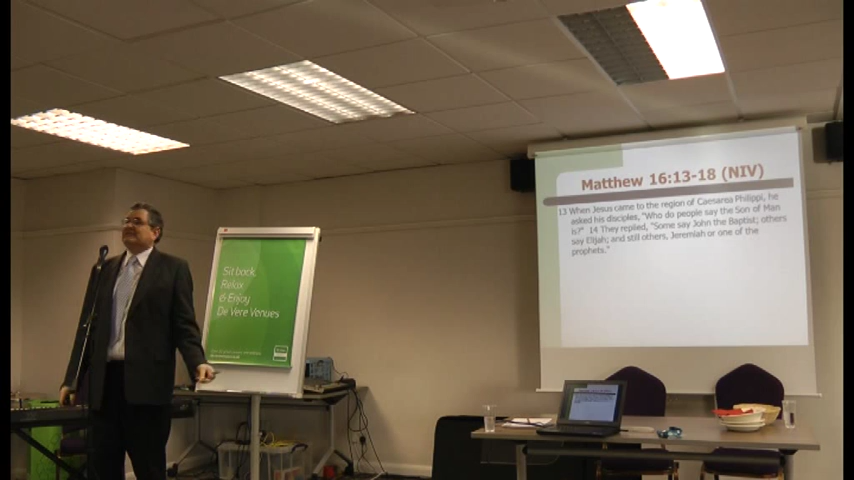 Sit back,
Relax
& Enjoy
De Vere Venues
Matthew 16:13-18 (NIV)
13 When Jesus came to the region of Caesarea Philippi, he
asked his disciples, "Who do people say the Son of Man
is?" 14 They replied, "Some say John the Baptist; others
say Elijah; and still others, Jeremiah or one of the
prophets."